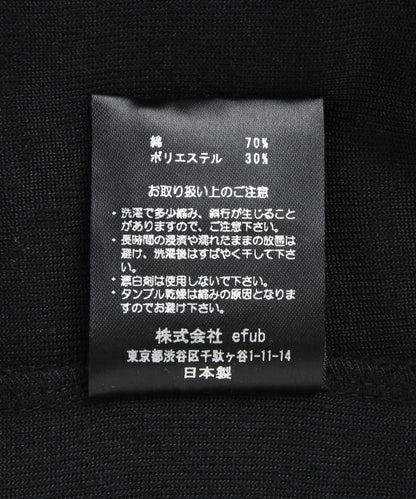 綿 70%
ポリエステル 30%
お取り扱い上のご注意
・洗濯で多少縮み、斜行が生じること
がありますので、ご注意下さい。
・長時間の浸漬や濡れたままの放置は
避け、洗濯後はすばやく干して下さ
い。
・漂白剤は使用しないで下さい。
・タンブル乾燥は縮みの原因となりま
すのでお避け下さい。
株式会社 efub
東京都渋谷区千駄ヶ谷1-11-14
日本製